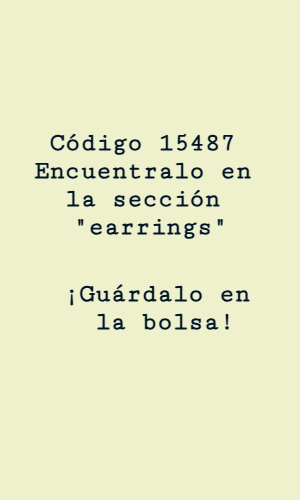 Código 15487
Encuentralo en
la sección
"earrings"
¡Guárdalo en
la bolsa!